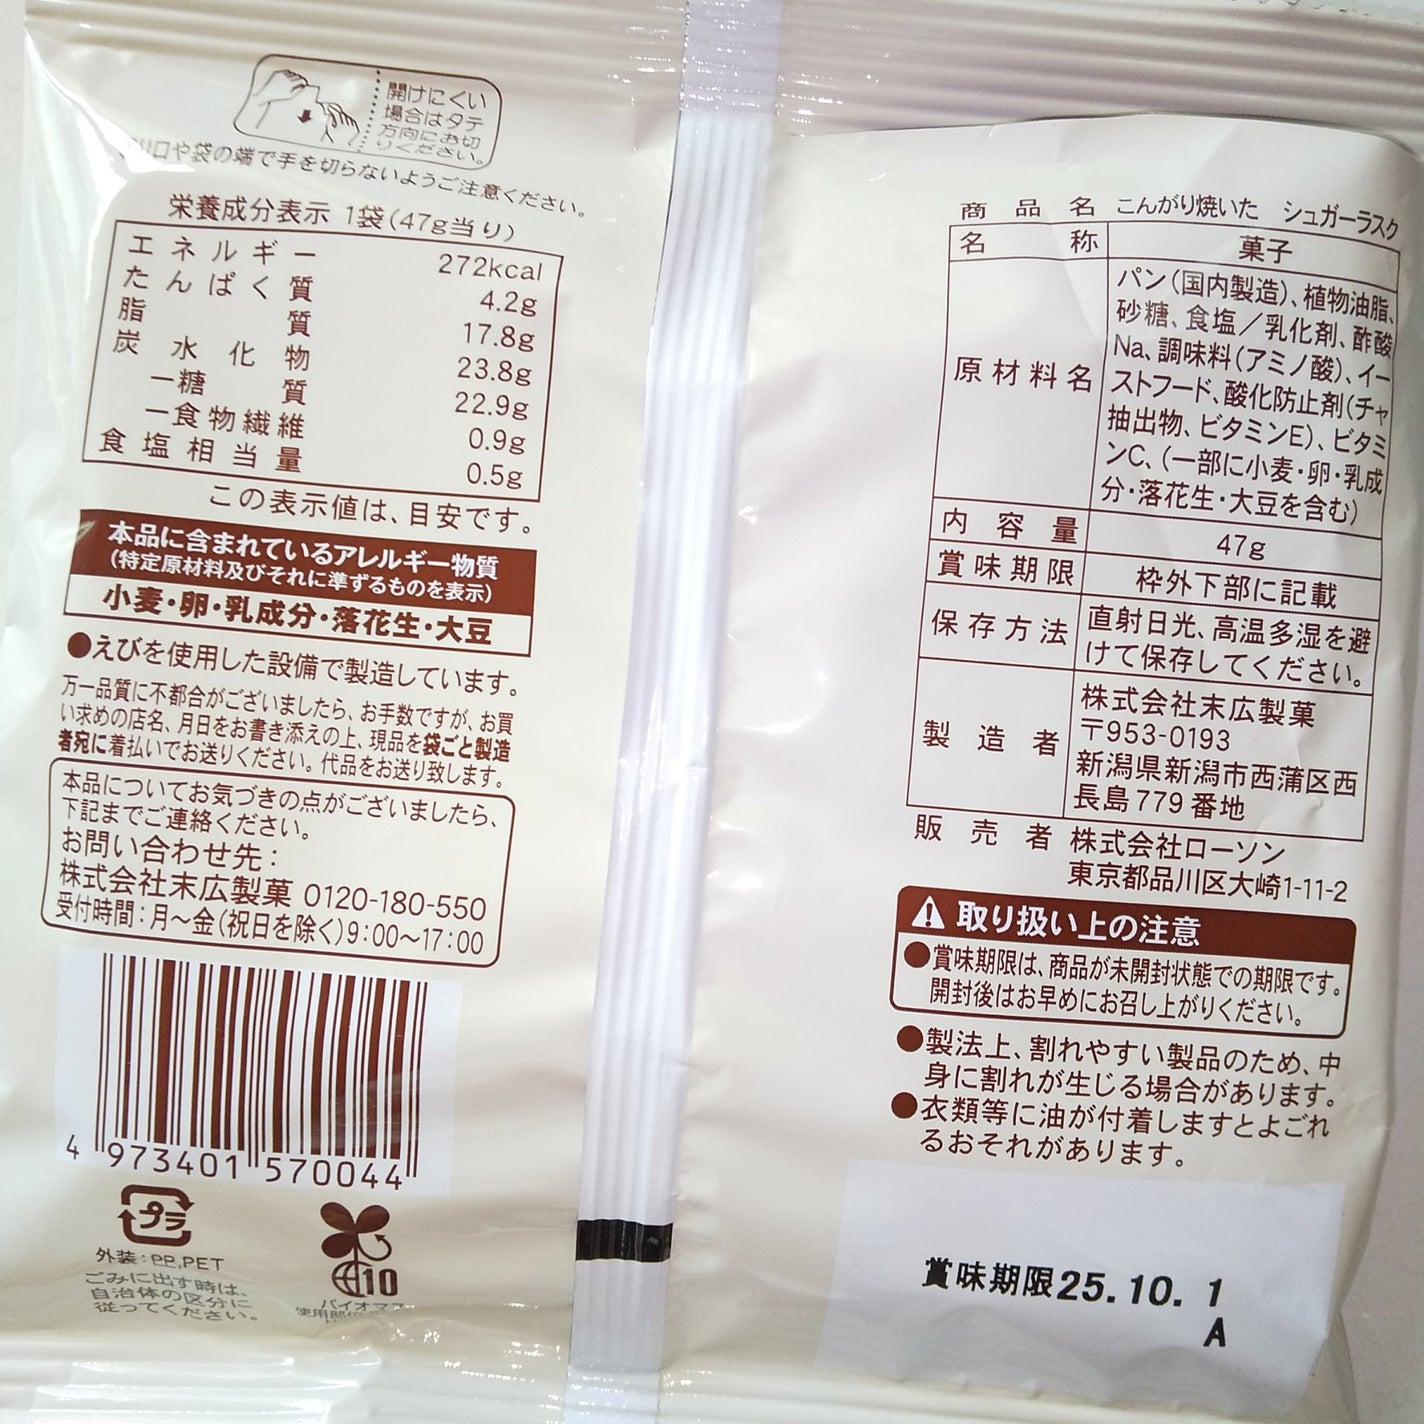 開けにくい
場合はタテ
方向にお切
りください。
口や袋の端で手を切らないようご注意ください。
栄養成分表示 1袋(47g当り)
エネルギー 272kcal
たんぱく質 4.2g
脂質 17.8g
炭水化物 23.8g
－糖質 22.9g
－食物繊維 0.9g
食塩相当量 0.5g
この表示値は、目安です。
本品に含まれているアレルギー物質
(特定原材料及びそれに準ずるものを表示)
小麦・卵・乳成分・落花生・大豆
●えびを使用した設備で製造しています。
万一品質に不都合がございましたら、お手数ですが、お買
い求めの店名、月日をお書き添えの上、現品を袋ごと製造
者宛に着払いでお送りください。代品をお送り致します。
本品についてお気づきの点がございましたら、
下記までご連絡ください。
お問い合わせ先：
株式会社末広製菓 0120-180-550
受付時間：月～金(祝日を除く)9：00～17：00
4 973401 570044
プラ
外装：PP,PET
ごみに出す時は、
自治体の区分に
従ってください。
10
バイオマス
商品名 こんがり焼いた シュガーラスク
名称 菓子
原材料名 パン(国内製造)、植物油脂、
砂糖、食塩／乳化剤、酢酸
Na、調味料(アミノ酸)、イー
ストフード、酸化防止剤(チャ
抽出物、ビタミンE)、ビタミ
ンC、(一部に小麦・卵・乳成
分・落花生・大豆を含む)
内容量 47g
賞味期限 枠外下部に記載
保存方法 直射日光、高温多湿を避
けて保存してください。
製造者 株式会社末広製菓
〒953-0193
新潟県新潟市西蒲区西
長島779番地
販売者 株式会社ローソン
東京都品川区大崎1-11-2
取り扱い上の注意
●賞味期限は、商品が未開封状態での期限です。
開封後はお早めにお召し上がりください。
●製法上、割れやすい製品のため、中
身に割れが生じる場合があります。
●衣類等に油が付着しますとよごれ
るおそれがあります。
賞味期限25.10.1
A